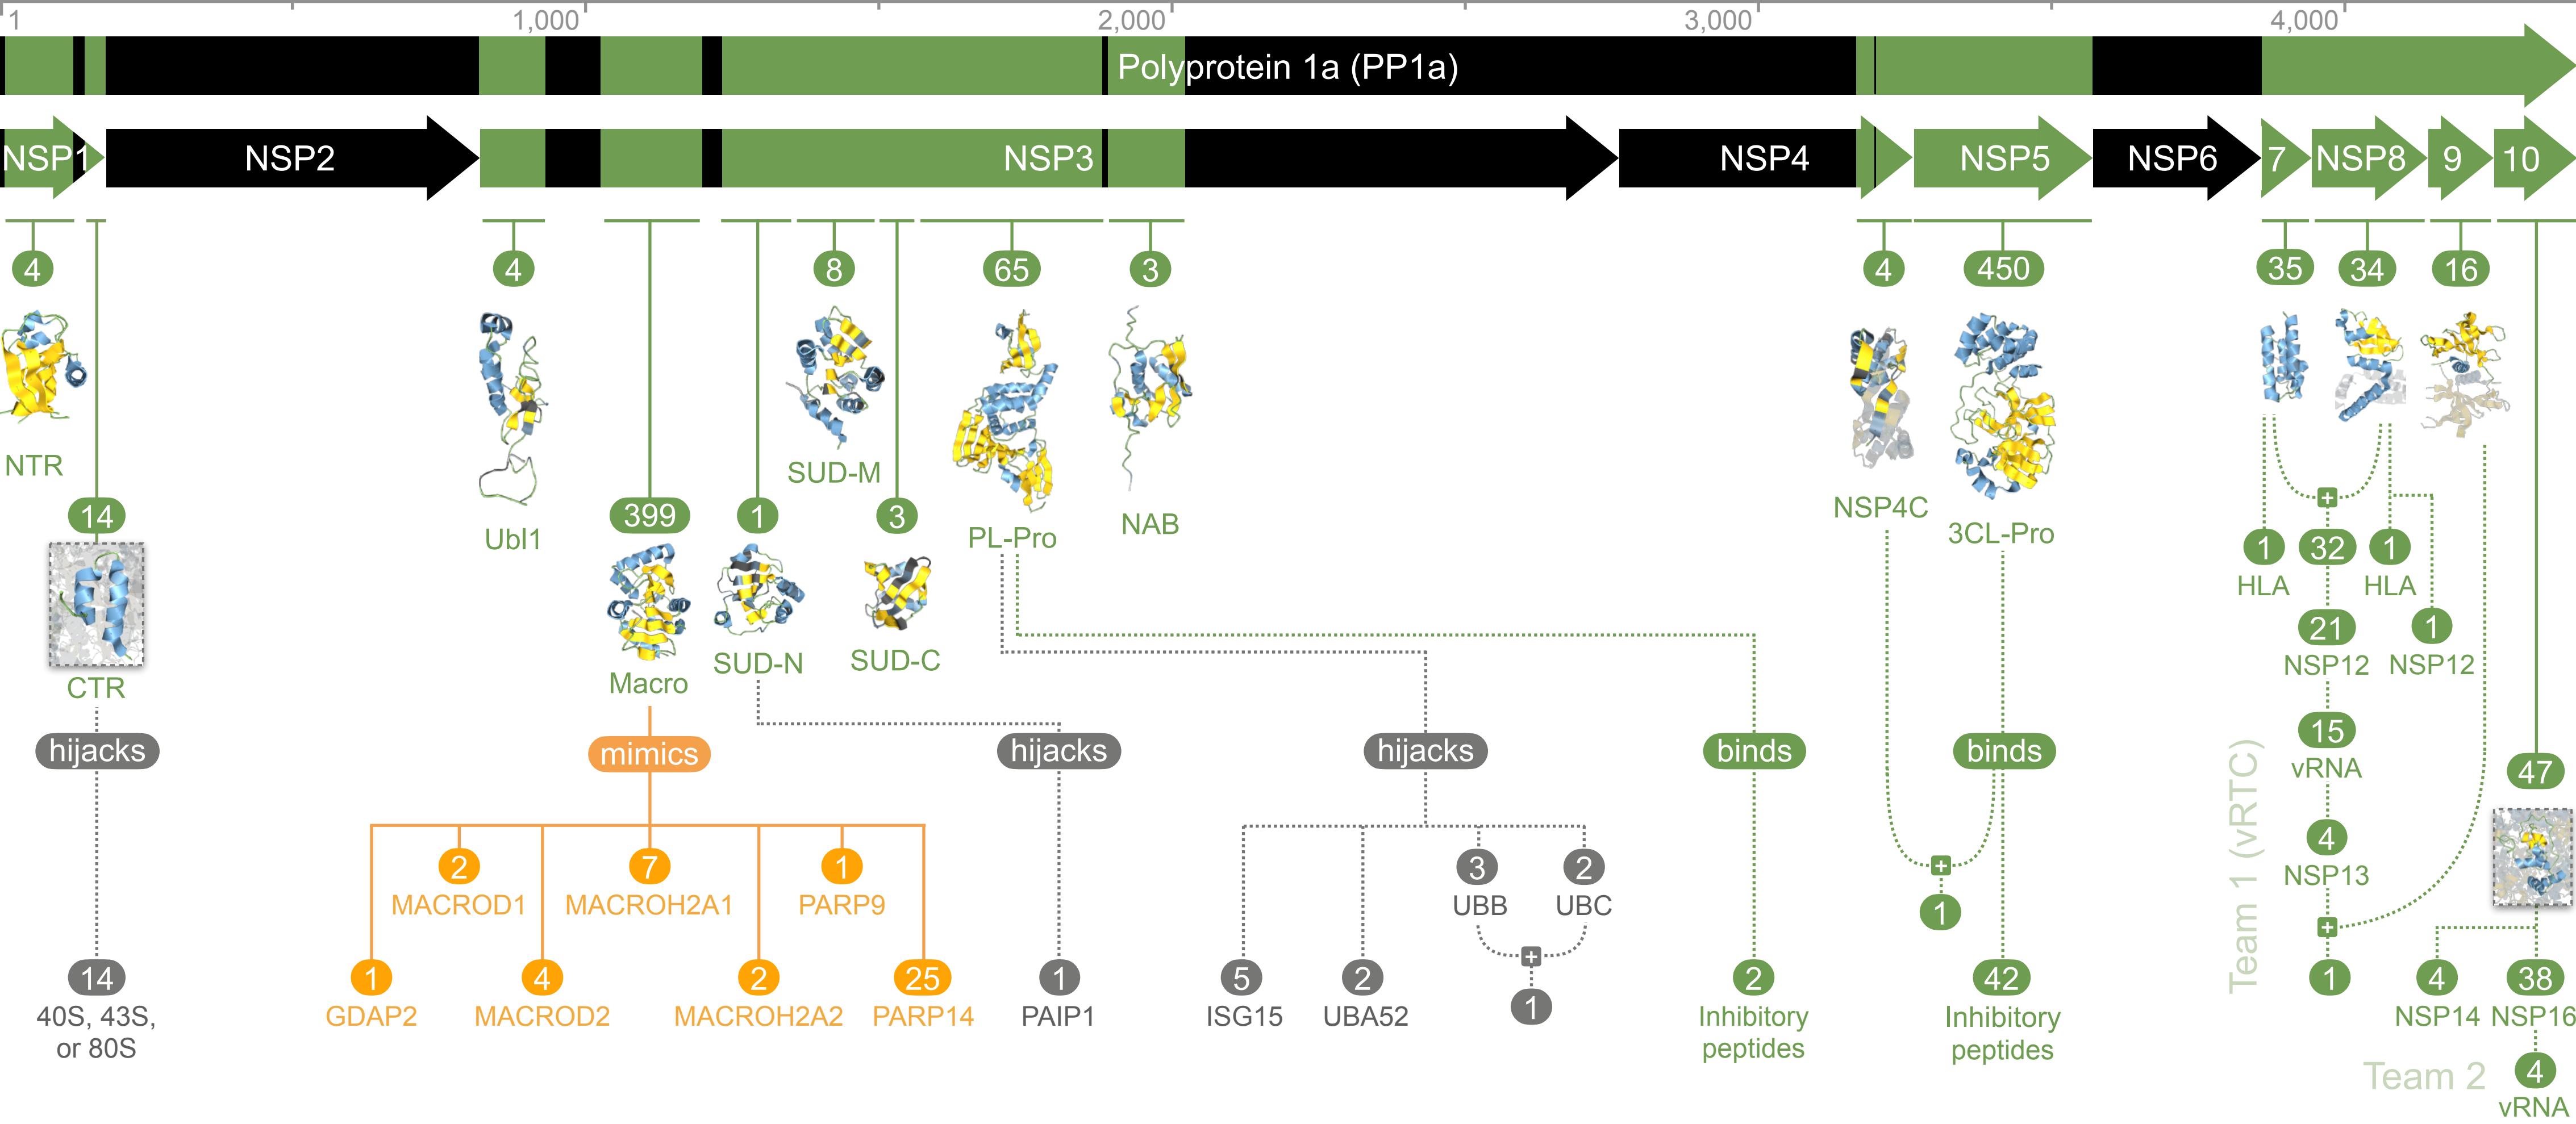 1
1,000
2,000
3,000
4,000
Polyprotein 1a (PP1a)
NSP1
NSP2
NSP3
NSP4
NSP5
NSP6
7
NSP8
9
10
4
4
8
65
3
4
450
35
34
16
NTR
14
CTR
Ubl1
399
Macro
1
SUD-N
SUD-M
3
SUD-C
PL-Pro
NAB
NSP4C
3CL-Pro
1
HLA
32
1
HLA
21
NSP12
1
NSP12
15
vRNA
4
NSP13
1
Team 1 (vRTC)
47
4
NSP14
38
NSP16
4
vRNA
Team 2
hijacks
mimics
hijacks
hijacks
binds
binds
14
40S, 43S,
or 80S
2
MACROD1
7
MACROH2A1
1
PARP9
1
GDAP2
4
MACROD2
2
MACROH2A2
25
PARP14
1
PAIP1
5
ISG15
2
UBA52
3
UBB
2
UBC
1
2
Inhibitory
peptides
1
42
Inhibitory
peptides
+
+
+
+